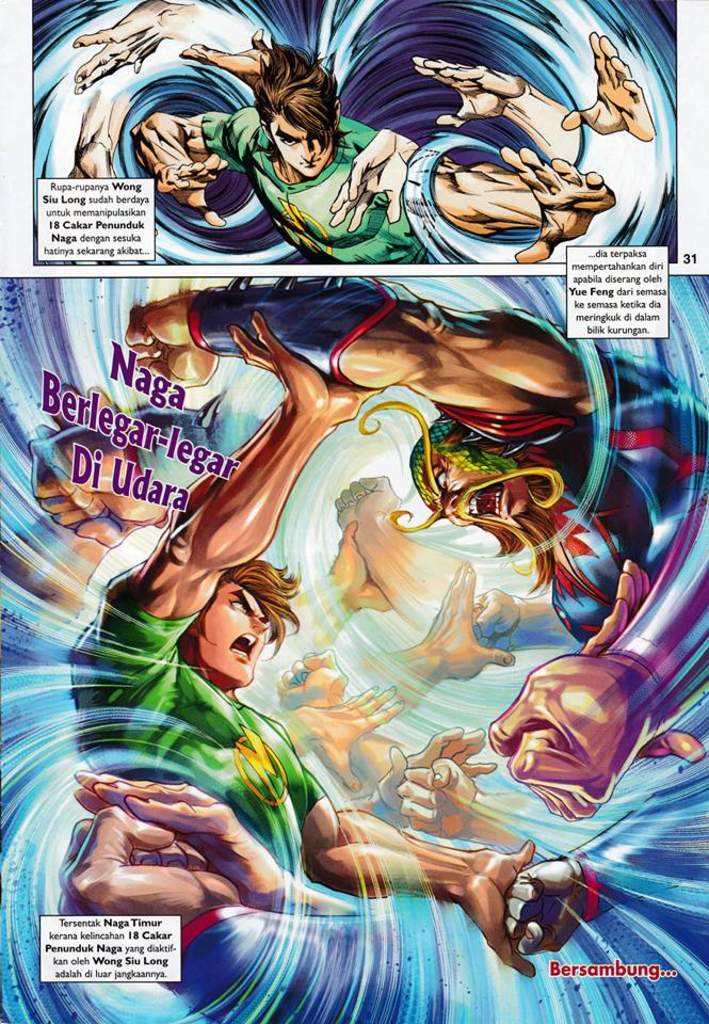 Rupa-rupanya Wong
Siu Long sudah berdaya
untuk memanipulasikan
18 Cakar Penunduk
Naga dengan sesuka
hatinya sekarang akibat...
31
...dia terpaksa
mempertahankan diri
apabila diserang oleh
Yue Feng dari semasa
ke semasa ketika dia
meringkuk di dalam
bilik kurungan.
Naga
Berlegar-legar
Di Udara
Tersentak Naga Timur
kerana kelincahan 18 Cakar
Penunduk Naga yang diaktif-
kan oleh Wong Siu Long
adalah di luar jangkaannya.
Bersambung...